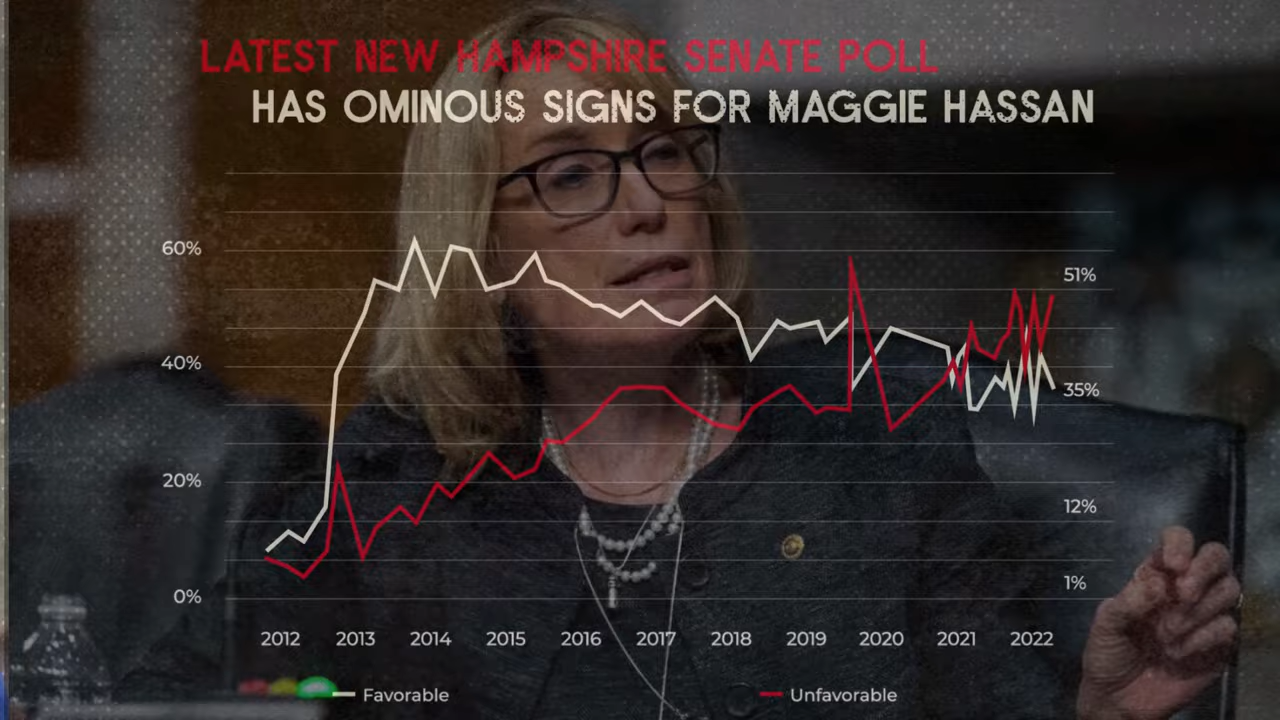 LATEST NEW HAMPSHIRE SENATE POLL
HAS OMINOUS SIGNS FOR MAGGIE HASSAN
60%
51%
40%
35%
20%
12%
0%
1%
2012 2013 2014 2015 2016 2017 2018 2019 2020 2021 2022
Favorable Unfavorable